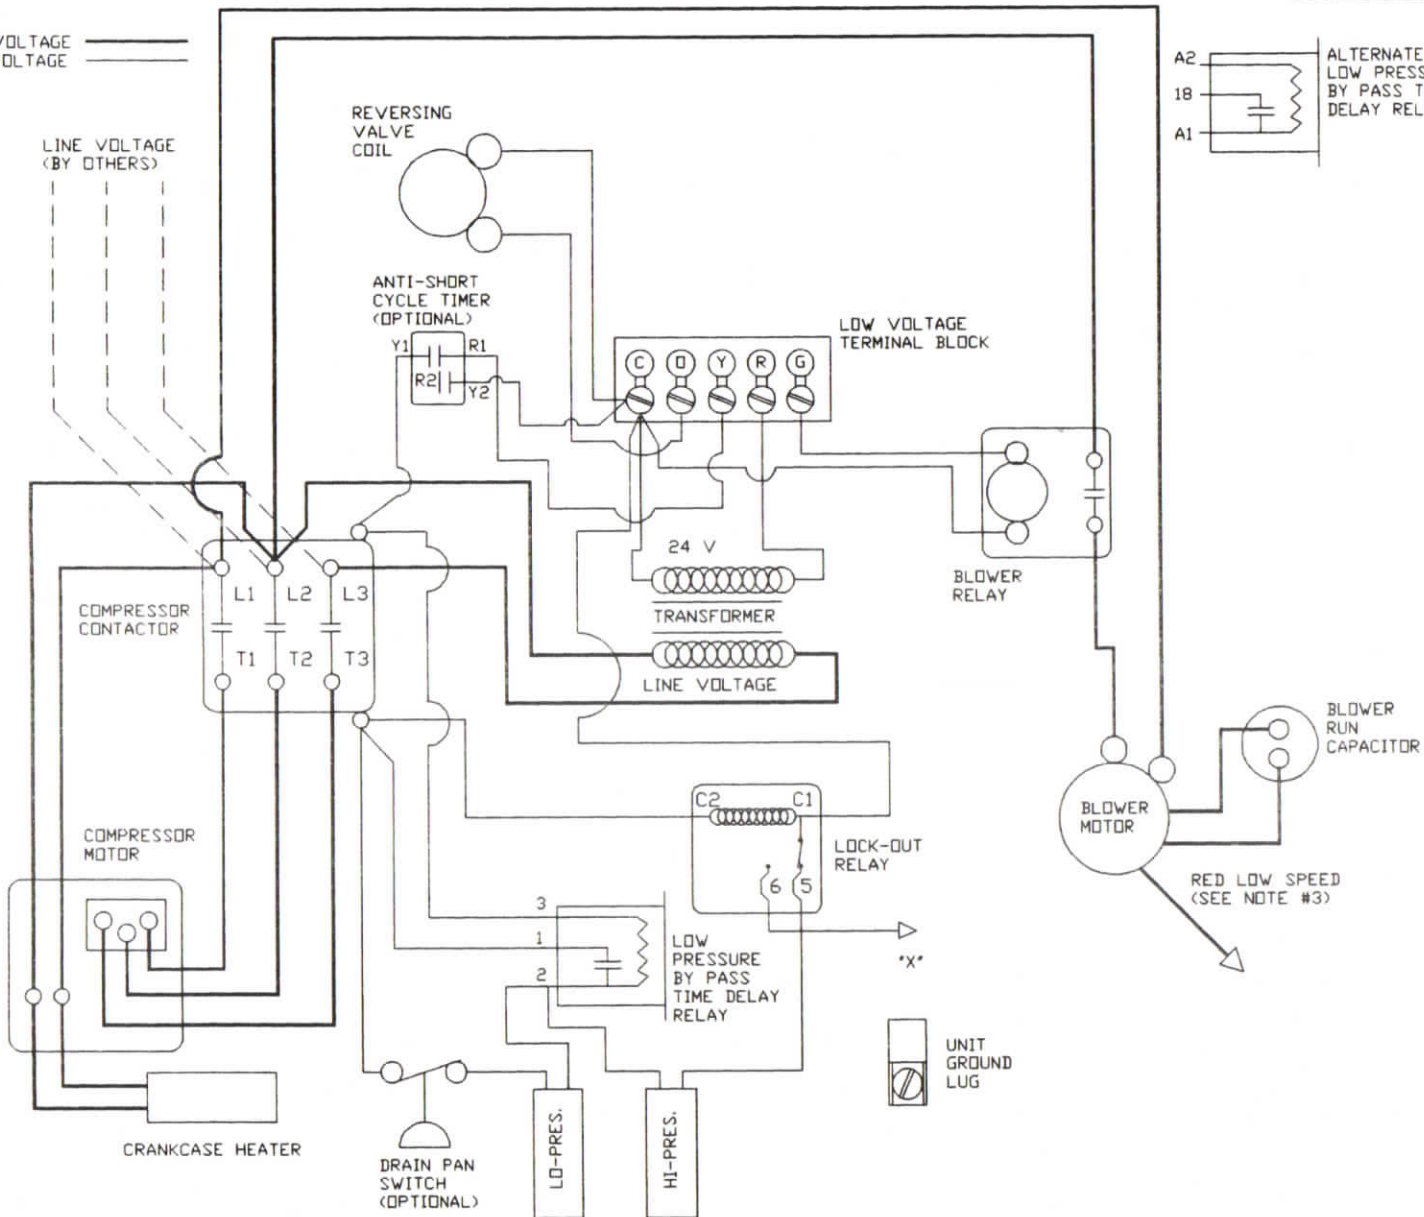 VOLTAGE
VOLTAGE
LINE VOLTAGE
(BY OTHERS)
REVERSING
VALVE
COIL
A2
18
A1
ALTERNATE
LOW
BY PASS
DELAY
ANTI-SHORT
CYCLE TIMER
(OPTIONAL)
Y1
R1
R2
Y2
C O Y R G
LOW VOLTAGE
TERMINAL BLOCK
24 V
TRANSFORMER
LINE VOLTAGE
BLOWER
RELAY
COMPRESSOR
CONTACTOR
L1 L2 L3
T1 T2 T3
BLOWER
RUN
CAPACITOR
BLOWER
MOTOR
RED LOW SPEED
(SEE NOTE #3)
C2 C1
6 5
LOCK-OUT
RELAY
"X"
COMPRESSOR
MOTOR
3
1
2
LOW
PRESSURE
BY PASS
TIME DELAY
RELAY
UNIT
GROUND
LUG
CRANKCASE HEATER
DRAIN PAN
SWITCH
(OPTIONAL)
LO-PRES.
HI-PRES.